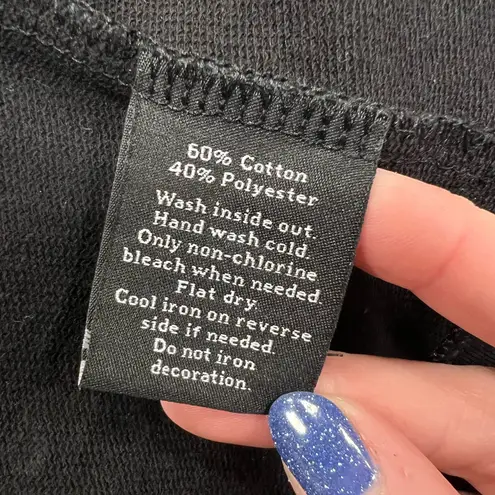 60% Cotton
40% Polyester
Wash inside out.
Hand wash cold.
Only non-chlorine
bleach when needed.
Flat dry.
Cool iron on reverse
side if needed.
Do not iron
decoration.